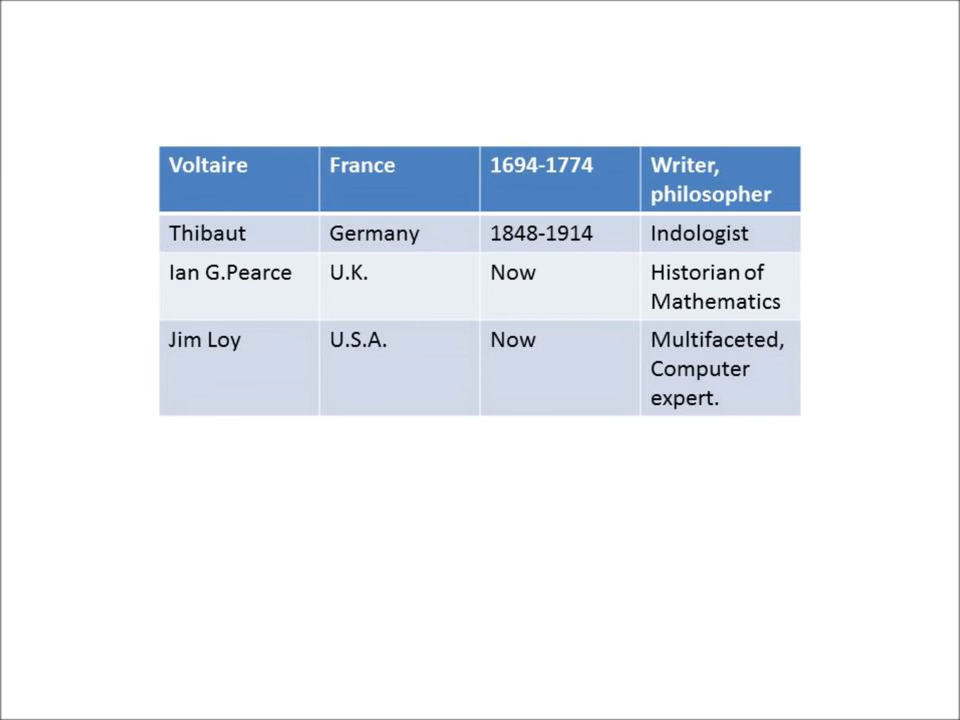 Voltaire France 1694-1774 Writer,
philosopher
Thibaut Germany 1848-1914 Indologist
Ian G.Pearce U.K. Now Historian of
Mathematics
Jim Loy U.S.A. Now Multifaceted,
Computer
expert.